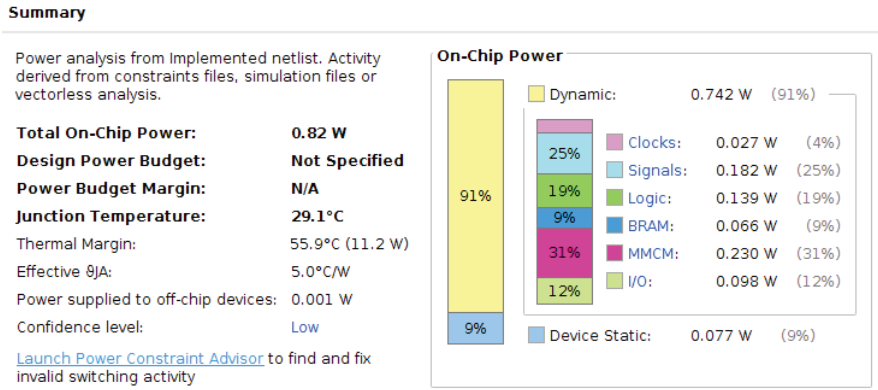 Summary
Power analysis from Implemented netlist. Activity
derived from constraints files, simulation files or
vectorless analysis.
Total On-Chip Power: 0.82 W
Design Power Budget: Not Specified
Power Budget Margin: N/A
Junction Temperature: 29.1°C
Thermal Margin: 55.9°C (11.2 W)
Effective ϑJA: 5.0°C/W
Power supplied to off-chip devices: 0.001 W
Confidence level: Low
Launch Power Constraint Advisor to find and fix
invalid switching activity
On-Chip Power
91%
9%
Dynamic: 0.742 W (91%)
25%
19%
9%
31%
12%
Clocks: 0.027 W (4%)
Signals: 0.182 W (25%)
Logic: 0.139 W (19%)
BRAM: 0.066 W (9%)
MMCM: 0.230 W (31%)
I/O: 0.098 W (12%)
Device Static: 0.077 W (9%)